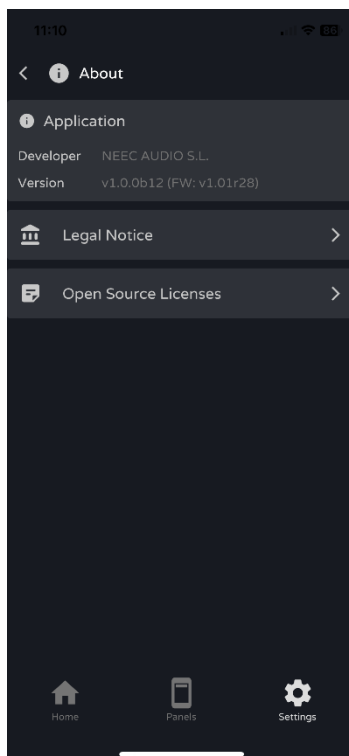 11:10
86
About
Application
Developer NEEC AUDIO S.L.
Version v1.0.0b12 (FW: v1.01r28)
Legal Notice
Open Source Licenses
Home Panels Settings